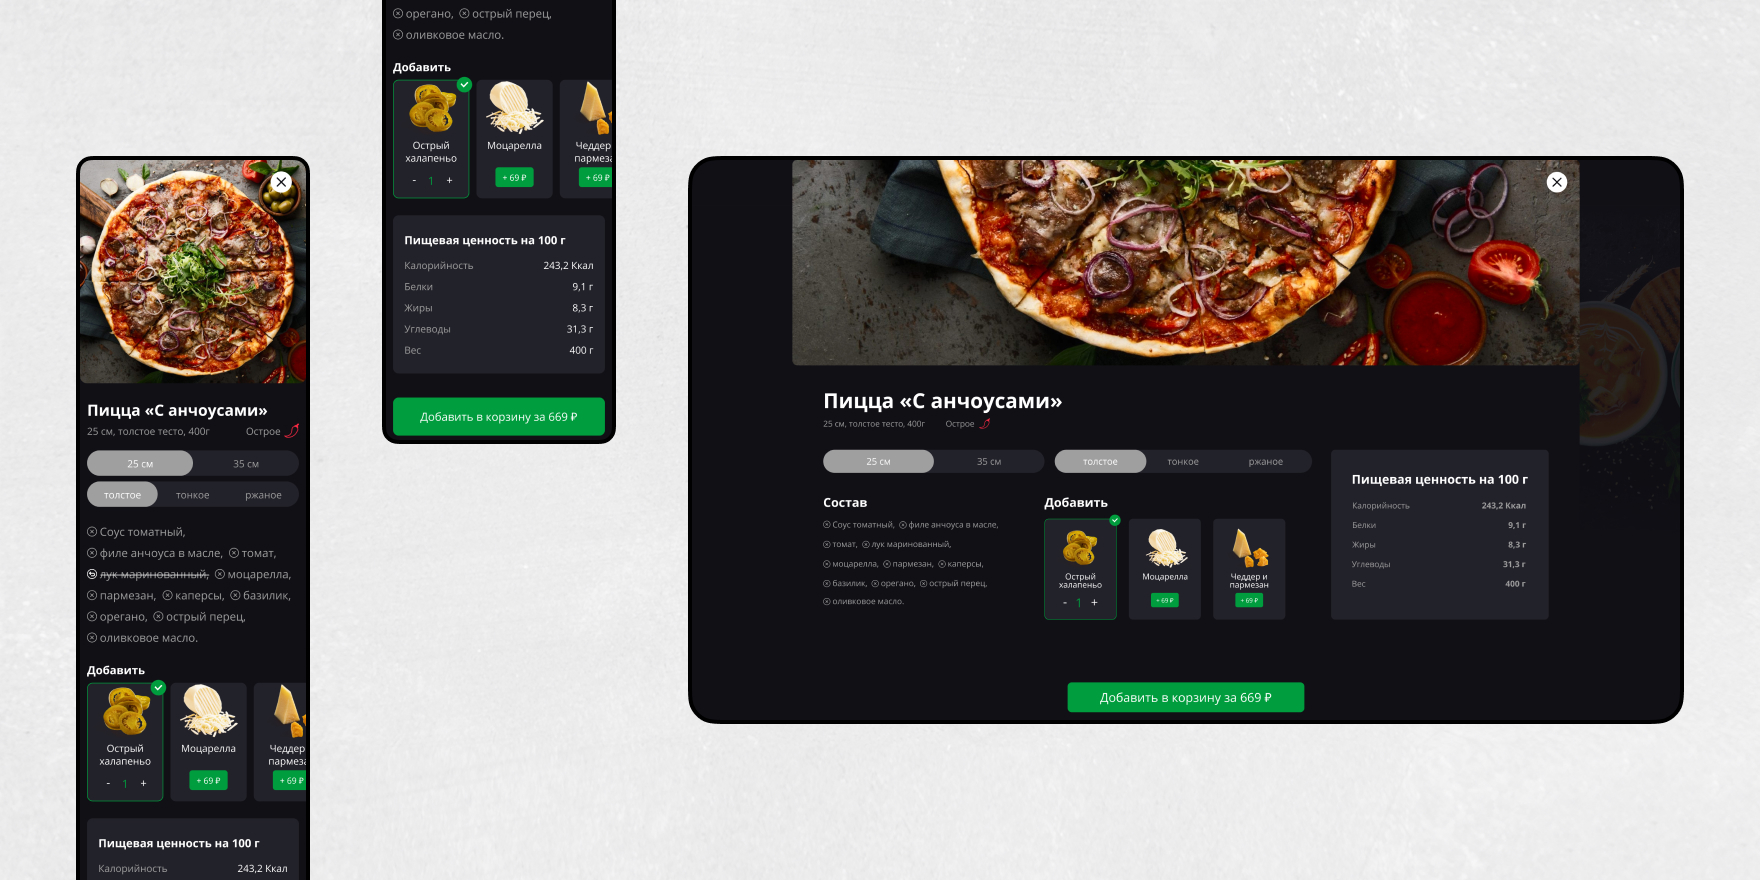 Пицца «С анчоусами»
25 см, толстое тесто, 400г Острое
25 см 35 см
толстое тонкое ржаное
Соус томатный,
филе анчоуса в масле, томат,
лук маринованный, моцарелла,
пармезан, каперсы, базилик,
орегано, острый перец,
оливковое масло.
Добавить
Острый
халапеньо
- 1 +
Моцарелла
+ 69 ₽
Чеддер
пармеза
+ 69 ₽
Пищевая ценность на 100 г
Калорийность 243,2 Ккал
орегано, острый перец,
оливковое масло.
Добавить
Острый
халапеньо
- 1 +
Моцарелла
+ 69 ₽
Чеддер
пармеза
+ 69 ₽
Пищевая ценность на 100 г
Калорийность 243,2 Ккал
Белки 9,1 г
Жиры 8,3 г
Углеводы 31,3 г
Вес 400 г
Добавить в корзину за 669 ₽
Пицца «С анчоусами»
25 см, толстое тесто, 400г Острое
25 см 35 см
толстое тонкое ржаное
Состав
Соус томатный, филе анчоуса в масле,
томат, лук маринованный,
моцарелла, пармезан, каперсы,
базилик, орегано, острый перец,
оливковое масло.
Добавить
Острый
халапеньо
- 1 +
Моцарелла
+ 69 ₽
Чеддер и
пармезан
+ 69 ₽
Пищевая ценность на 100 г
Калорийность 243,2 Ккал
Белки 9,1 г
Жиры 8,3 г
Углеводы 31,3 г
Вес 400 г
Добавить в корзину за 669 ₽